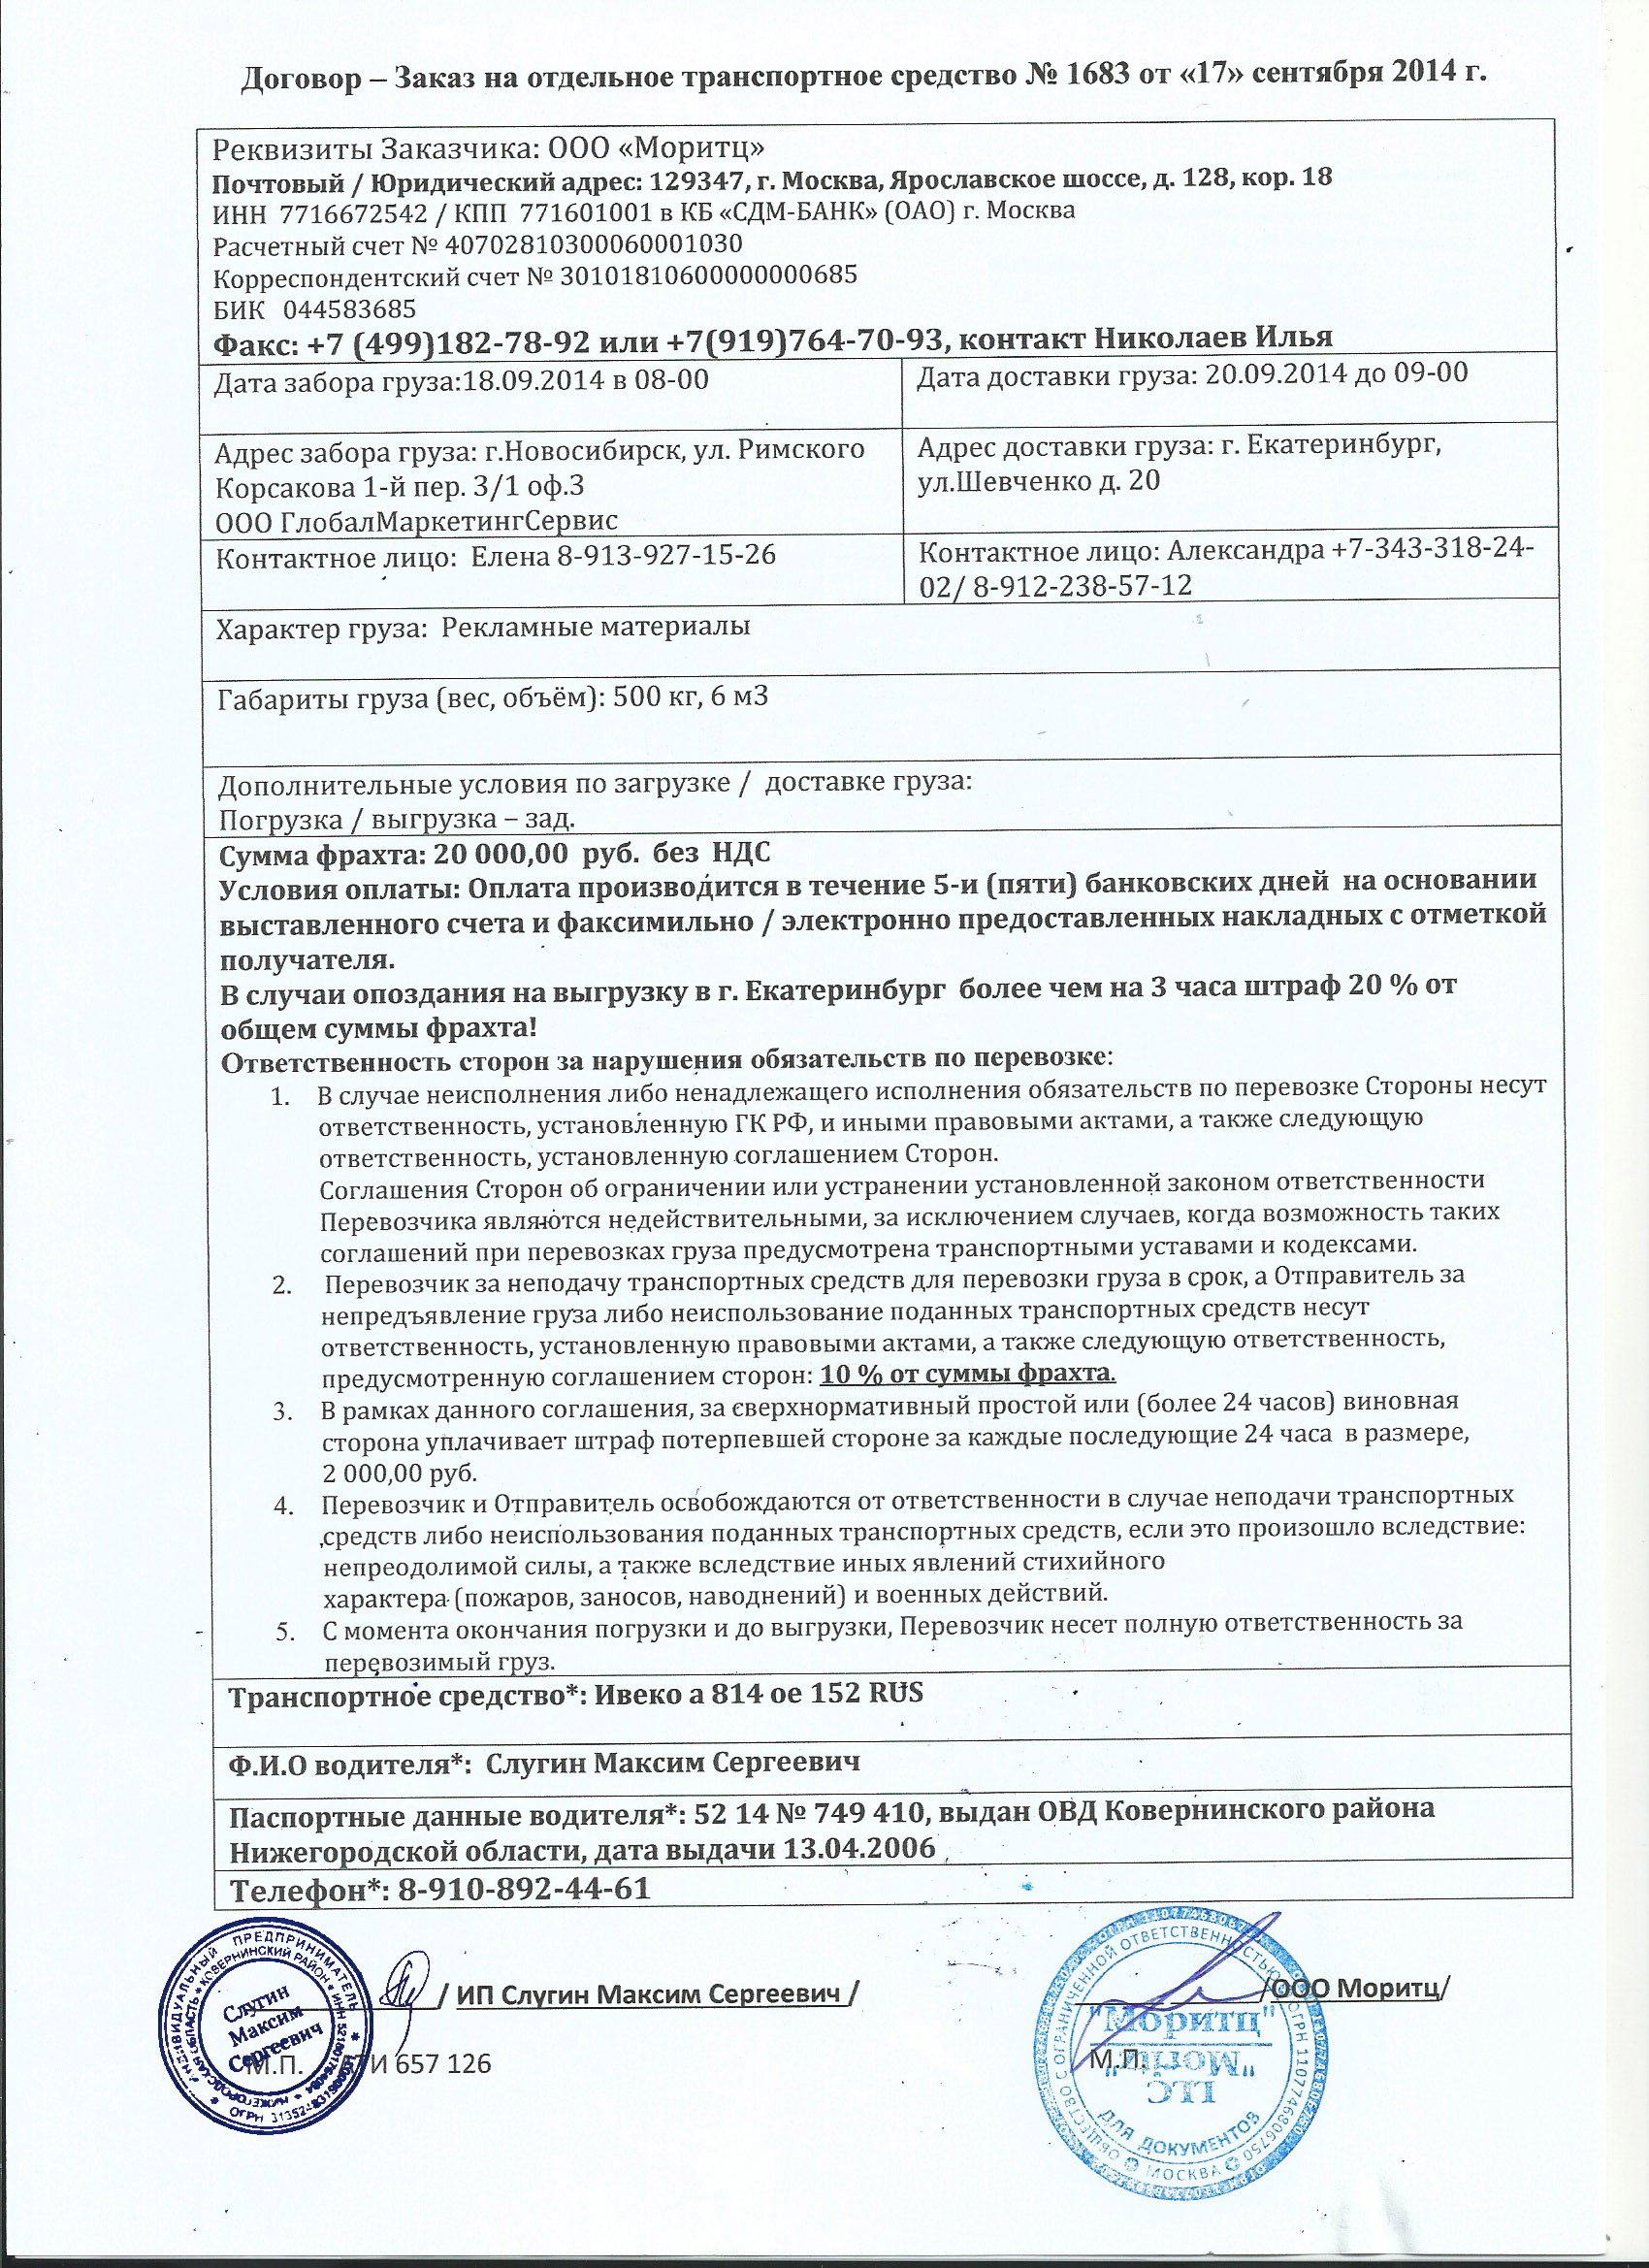 Договор – Заказ на отдельное транспортное средство № 1683 от «17» сентября 2014 г.
Реквизиты Заказчика: ООО «Моритц»
Почтовый / Юридический адрес: 129347, г. Москва, Ярославское шоссе, д. 128, кор. 18
ИНН 7716672542 / КПП 771601001 в КБ «СДМ-БАНК» (ОАО) г. Москва
Расчетный счет № 40702810300060001030
Корреспондентский счет № 30101810600000000685
БИК 044583685
Факс: +7 (499)182-78-92 или +7(919)764-70-93, контакт Николаев Илья
Дата забора груза:18.09.2014 в 08-00
Дата доставки груза: 20.09.2014 до 09-00
Адрес забора груза: г.Новосибирск, ул. Римского
Корсакова 1-й пер. 3/1 оф.3
ООО ГлобалМаркетингСервис
Адрес доставки груза: г. Екатеринбург,
ул.Шевченко д. 20
Контактное лицо: Елена 8-913-927-15-26
Контактное лицо: Александра +7-343-318-24-
02/ 8-912-238-57-12
Характер груза: Рекламные материалы
Габариты груза (вес, объём): 500 кг, 6 м3
Дополнительные условия по загрузке / доставке груза:
Погрузка / выгрузка – зад.
Сумма фрахта: 20 000,00 руб. без НДС
Условия оплаты: Оплата производится в течение 5-и (пяти) банковских дней на основании
выставленного счета и факсимильно / электронно предоставленных накладных с отметкой
получателя.
В случаи опоздания на выгрузку в г. Екатеринбург более чем на 3 часа штраф 20 % от
общем суммы фрахта!
Ответственность сторон за нарушения обязательств по перевозке:
1. В случае неисполнения либо ненадлежащего исполнения обязательств по перевозке Стороны несут
ответственность, установленную ГК РФ, и иными правовыми актами, а также следующую
ответственность, установленную соглашением Сторон.
Соглашения Сторон об ограничении или устранении установленной законом ответственности
Перевозчика являются недействительными, за исключением случаев, когда возможность таких
соглашений при перевозках груза предусмотрена транспортными уставами и кодексами.
2. Перевозчик за неподачу транспортных средств для перевозки груза в срок, а Отправитель за
непредъявление груза либо неиспользование поданных транспортных средств несут
ответственность, установленную правовыми актами, а также следующую ответственность,
предусмотренную соглашением сторон: 10 % от суммы фрахта.
3. В рамках данного соглашения, за сверхнормативный простой или (более 24 часов) виновная
сторона уплачивает штраф потерпевшей стороне за каждые последующие 24 часа в размере,
2 000,00 руб.
4. Перевозчик и Отправитель освобождаются от ответственности в случае неподачи транспортных
средств либо неиспользования поданных транспортных средств, если это произошло вследствие:
непреодолимой силы, а также вследствие иных явлений стихийного
характера (пожаров, заносов, наводнений) и военных действий.
5. С момента окончания погрузки и до выгрузки, Перевозчик несет полную ответственность за
перевозимый груз.
Транспортное средство*: Ивеко а 814 ое 152 RUS
Ф.И.О водителя*: Слугин Максим Сергеевич
Паспортные данные водителя*: 52 14 № 749 410, выдан ОВД Ковернинского района
Нижегородской области, дата выдачи 13.04.2006
Телефон*: 8-910-892-44-61
/ ИП Слугин Максим Сергеевич /
/ООО Моритц/
М.П. АТИ 657 126
М.П.
ИНДИВИДУАЛЬНЫЙ ПРЕДПРИНИМАТЕЛЬ
НИЖЕГОРОДСКАЯ ОБЛАСТЬ * КОВЕРНИНСКИЙ РАЙОН
Слугин
Максим
Сергеевич
ОБЩЕСТВО С ОГРАНИЧЕННОЙ ОТВЕТСТВЕННОСТЬЮ ОГРН 1107746806750
"Моритц"
"Moritz"
LLC
ДЛЯ ДОКУМЕНТОВ
МОСКВА